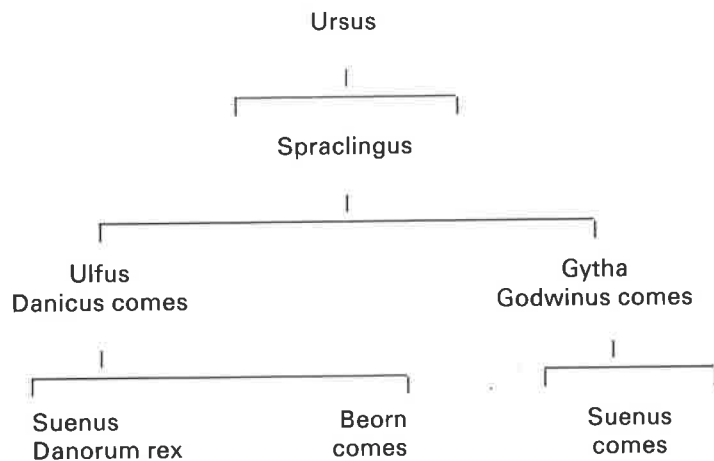 Ursus
Spraclingus
Ulfus
Danicus comes
Gytha
Godwinus comes
Suenus
Danorum rex
Beorn
comes
Suenus
comes